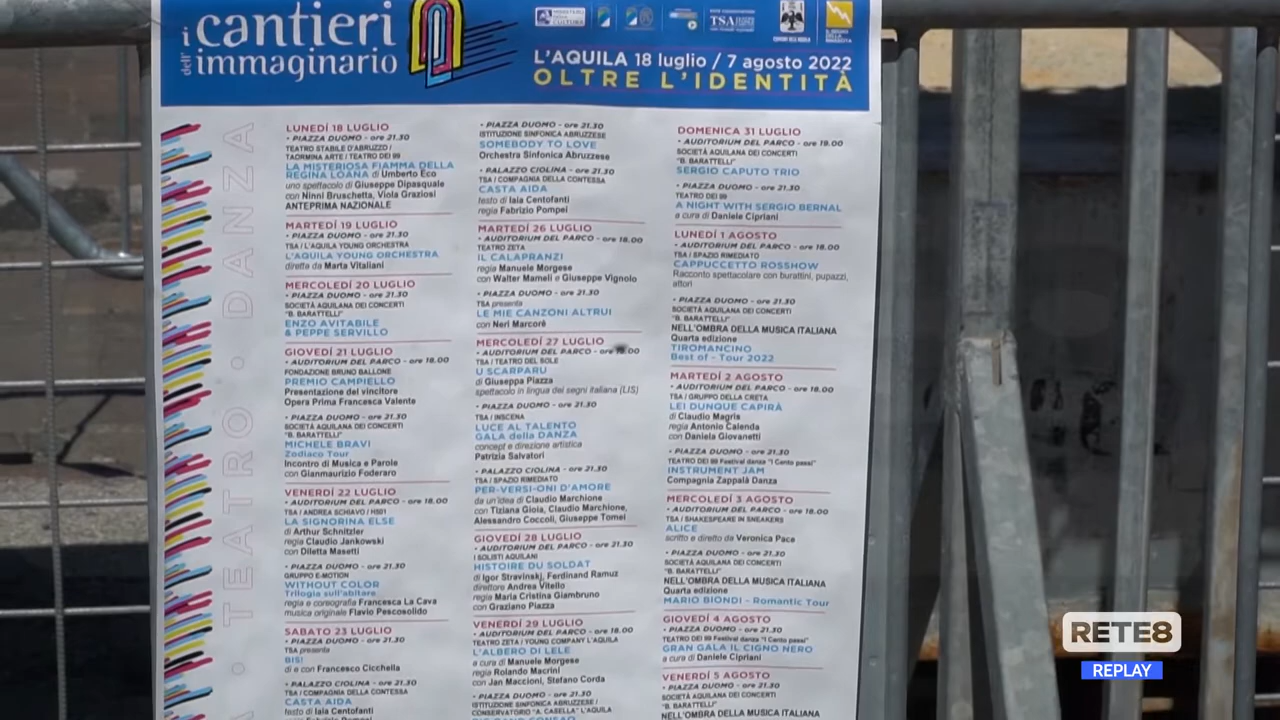 i cantieri
dell'immaginario
MINISTERO DELLA CULTURA
TSA
L'AQUILA 18 luglio / 7 agosto 2022
OLTRE L'IDENTITÀ
TEATRO · DANZA
LUNEDÌ 18 LUGLIO
• PIAZZA DUOMO - ore 21.30
TEATRO STABILE D'ABRUZZO /
TAORMINA ARTE / TEATRO DEI 99
LA MISTERIOSA FIAMMA DELLA
REGINA LOANA di Umberto Eco
uno spettacolo di Giuseppe Dipasquale
con Ninni Bruschetta, Viola Graziosi
ANTEPRIMA NAZIONALE
MARTEDÌ 19 LUGLIO
• PIAZZA DUOMO - ore 21.30
TSA / L'AQUILA YOUNG ORCHESTRA
L'AQUILA YOUNG ORCHESTRA
diretta da Marta Vitaliani
MERCOLEDÌ 20 LUGLIO
• PIAZZA DUOMO - ore 21.30
SOCIETÀ AQUILANA DEI CONCERTI
"B. BARATTELLI"
ENZO AVITABILE
& PEPPE SERVILLO
GIOVEDÌ 21 LUGLIO
• AUDITORIUM DEL PARCO - ore 18.00
FONDAZIONE BRUNO BALLONE
PREMIO CAMPIELLO
Presentazione del vincitore
Opera Prima Francesca Valente
• PIAZZA DUOMO - ore 21.30
SOCIETÀ AQUILANA DEI CONCERTI
"B. BARATTELLI"
MICHELE BRAVI
Zodiaco Tour
Incontro di Musica e Parole
con Gianmaurizio Foderaro
VENERDÌ 22 LUGLIO
• AUDITORIUM DEL PARCO - ore 18.00
TSA / ANDREA SCHIAVO / H501
LA SIGNORINA ELSE
di Arthur Schnitzler
regia Claudio Jankowski
con Diletta Masetti
• PIAZZA DUOMO - ore 21.30
GRUPPO E-MOTION
WITHOUT COLOR
Trilogia sull'abitare
regia e coreografia Francesca La Cava
musica originale Flavio Pescosolido
SABATO 23 LUGLIO
• PIAZZA DUOMO - ore 21.30
TSA presenta
BIS!
di e con Francesco Cicchella
• PALAZZO CIOLINA - ore 21.30
TSA / COMPAGNIA DELLA CONTESSA
CASTA AIDA
testo di Iaia Centofanti
• PIAZZA DUOMO - ore 21.30
ISTITUZIONE SINFONICA ABRUZZESE
SOMEBODY TO LOVE
Orchestra Sinfonica Abruzzese
• PALAZZO CIOLINA - ore 21.30
TSA / COMPAGNIA DELLA CONTESSA
CASTA AIDA
testo di Iaia Centofanti
regia Fabrizio Pompei
MARTEDÌ 26 LUGLIO
• AUDITORIUM DEL PARCO - ore 18.00
TEATRO ZETA
IL CALAPRANZI
regia Manuele Morgese
con Walter Mameli e Giuseppe Vignolo
• PIAZZA DUOMO - ore 21.30
TSA presenta
LE MIE CANZONI ALTRUI
con Neri Marcorè
MERCOLEDÌ 27 LUGLIO
• AUDITORIUM DEL PARCO - ore 18.00
TSA / TEATRO DEL SOLE
U SCARPARU
di Giuseppe Piazza
spettacolo in lingua dei segni italiana (LIS)
• PIAZZA DUOMO - ore 21.30
TSA / INSCENA
LUCE AL TALENTO
GALA della DANZA
concept e direzione artistica
Patrizia Salvatori
• PALAZZO CIOLINA - ore 21.30
TSA / SPAZIO RIMEDIATO
PER-VERSI-ONI D'AMORE
da un'idea di Claudio Marchione
con Tiziana Gioia, Claudio Marchione,
Alessandro Coccoli, Giuseppe Tomei
GIOVEDÌ 28 LUGLIO
• AUDITORIUM DEL PARCO - ore 21.30
I SOLISTI AQUILANI
HISTOIRE DU SOLDAT
di Igor Stravinskj, Ferdinand Ramuz
direttore Andrea Vitello
regia Maria Cristina Giambruno
con Graziano Piazza
VENERDÌ 29 LUGLIO
• AUDITORIUM DEL PARCO - ore 18.00
TEATRO ZETA / YOUNG COMPANY L'AQUILA
L'ALBERO DI LELE
a cura di Manuele Morgese
regia Rolando Macrini
con Jan Maccioni, Stefano Corda
• PIAZZA DUOMO - ore 21.30
ISTITUZIONE SINFONICA ABRUZZESE /
CONSERVATORIO "A. CASELLA" L'AQUILA
DOMENICA 31 LUGLIO
• AUDITORIUM DEL PARCO - ore 18.00
SOCIETÀ AQUILANA DEI CONCERTI
"B. BARATTELLI"
SERGIO CAPUTO TRIO
• PIAZZA DUOMO - ore 21.30
TEATRO DEI 99
A NIGHT WITH SERGIO BERNAL
a cura di Daniele Cipriani
LUNEDÌ 1 AGOSTO
• AUDITORIUM DEL PARCO - ore 18.00
TSA / SPAZIO RIMEDIATO
CAPPUCCETTO ROSSHOW
Racconto spettacolare con burattini, pupazzi,
attori
• PIAZZA DUOMO - ore 21.30
SOCIETÀ AQUILANA DEI CONCERTI
"B. BARATTELLI"
NELL'OMBRA DELLA MUSICA ITALIANA
Quarta edizione
TIROMANCINO
Best of - Tour 2022
MARTEDÌ 2 AGOSTO
• AUDITORIUM DEL PARCO - ore 18.00
TSA / GRUPPO DELLA CRETA
LEI DUNQUE CAPIRÀ
di Claudio Magris
regia Antonio Calenda
con Daniela Giovanetti
• PIAZZA DUOMO - ore 21.30
TEATRO DEI 99 Festival danza "I Cento passi"
INSTRUMENT JAM
Compagnia Zappalà Danza
MERCOLEDÌ 3 AGOSTO
• AUDITORIUM DEL PARCO - ore 18.00
TSA / SHAKESPEARE IN SNEAKERS
ALICE
scritto e diretto da Veronica Pace
• PIAZZA DUOMO - ore 21.30
SOCIETÀ AQUILANA DEI CONCERTI
"B. BARATTELLI"
NELL'OMBRA DELLA MUSICA ITALIANA
Quarta edizione
MARIO BIONDI - Romantic Tour
GIOVEDÌ 4 AGOSTO
• PIAZZA DUOMO - ore 21.30
TEATRO DEI 99 Festival danza "I Cento passi"
GRAN GALA IL CIGNO NERO
a cura di Daniele Cipriani
VENERDÌ 5 AGOSTO
• PIAZZA DUOMO - ore 21.30
SOCIETÀ AQUILANA DEI CONCERTI
"B. BARATTELLI"
NELL'OMBRA DELLA MUSICA ITALIANA
RETE8
REPLAY